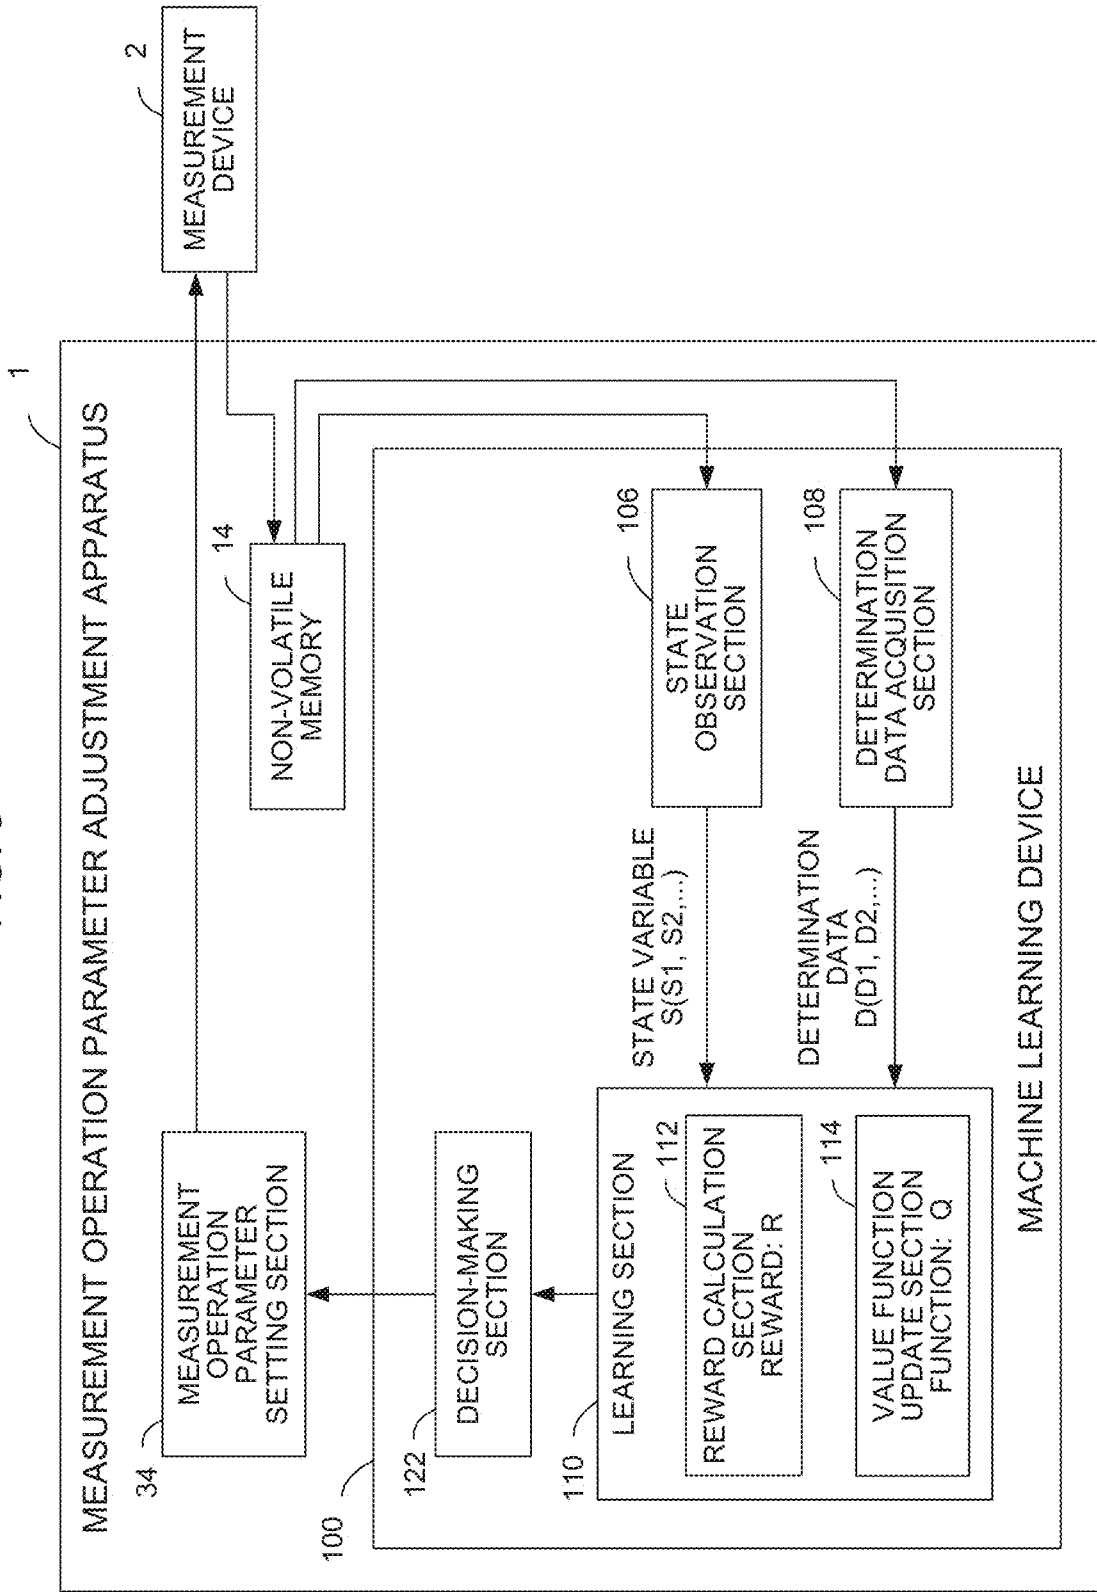 1
MEASUREMENT OPERATION PARAMETER ADJUSTMENT APPARATUS
2
MEASUREMENT
DEVICE
34
MEASUREMENT
OPERATION
PARAMETER
SETTING SECTION
14
NON-VOLATILE
MEMORY
100
122
DECISION-MAKING
SECTION
110
LEARNING SECTION
112
REWARD CALCULATION
SECTION
REWARD: R
114
VALUE FUNCTION
UPDATE SECTION
FUNCTION: Q
STATE VARIABLE
S(S1, S2,...)
DETERMINATION
DATA
D(D1, D2,...)
106
STATE
OBSERVATION
SECTION
108
DETERMINATION
DATA ACQUISITION
SECTION
MACHINE LEARNING DEVICE